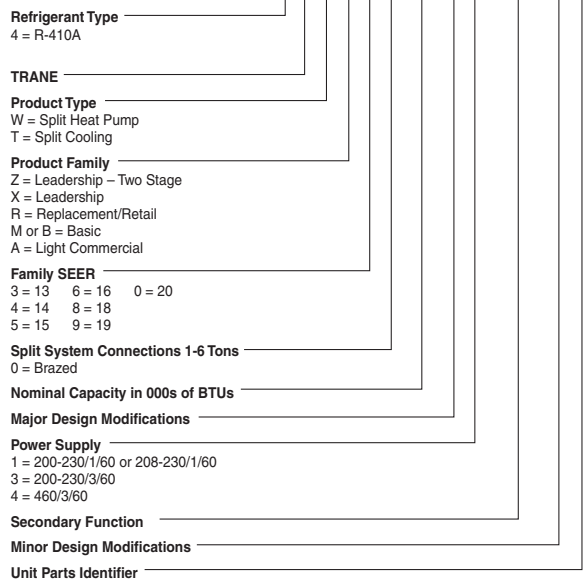 Refrigerant Type
4 = R-410A
TRANE
Product Type
W = Split Heat Pump
T = Split Cooling
Product Family
Z = Leadership – Two Stage
X = Leadership
R = Replacement/Retail
M or B = Basic
A = Light Commercial
Family SEER
3 = 13 6 = 16 0 = 20
4 = 14 8 = 18
5 = 15 9 = 19
Split System Connections 1-6 Tons
0 = Brazed
Nominal Capacity in 000s of BTUs
Major Design Modifications
Power Supply
1 = 200-230/1/60 or 208-230/1/60
3 = 200-230/3/60
4 = 460/3/60
Secondary Function
Minor Design Modifications
Unit Parts Identifier